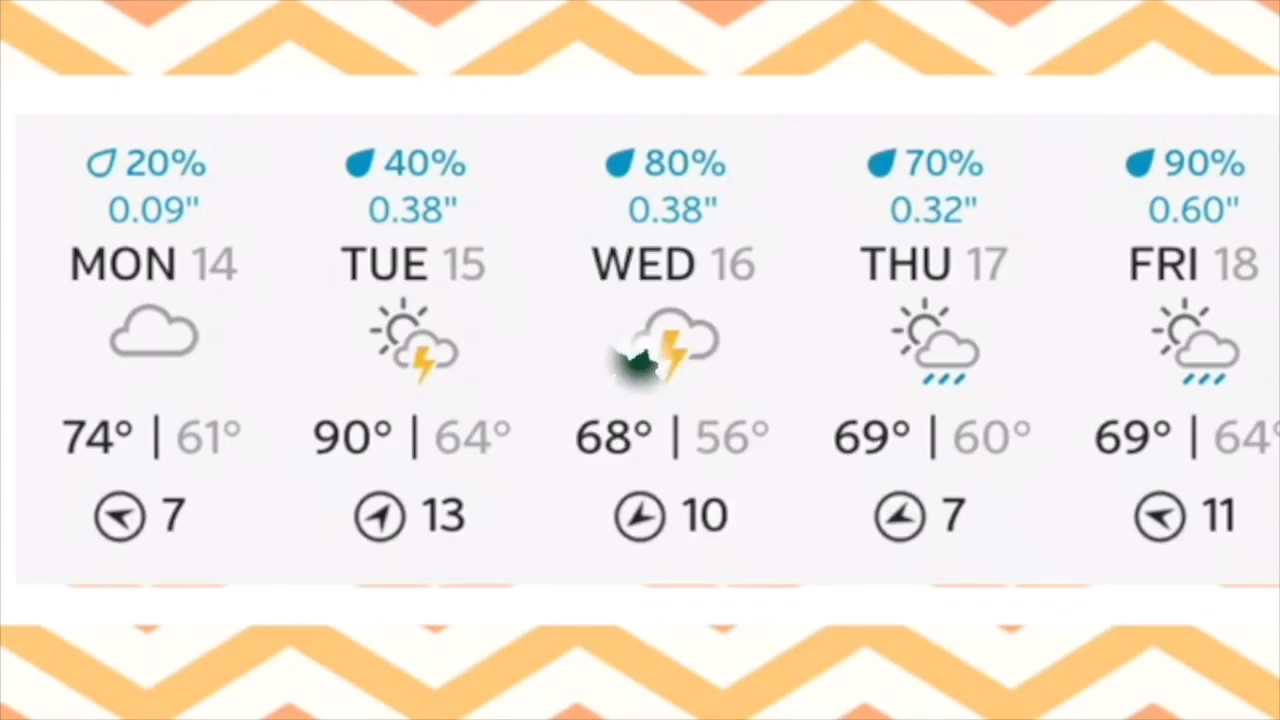 20% 40% 80% 70% 90%
0.09" 0.38" 0.38" 0.32" 0.60"
MON 14 TUE 15 WED 16 THU 17 FRI 18
74° | 61° 90° | 64° 68° | 56° 69° | 60° 69° | 64°
7 13 10 7 11